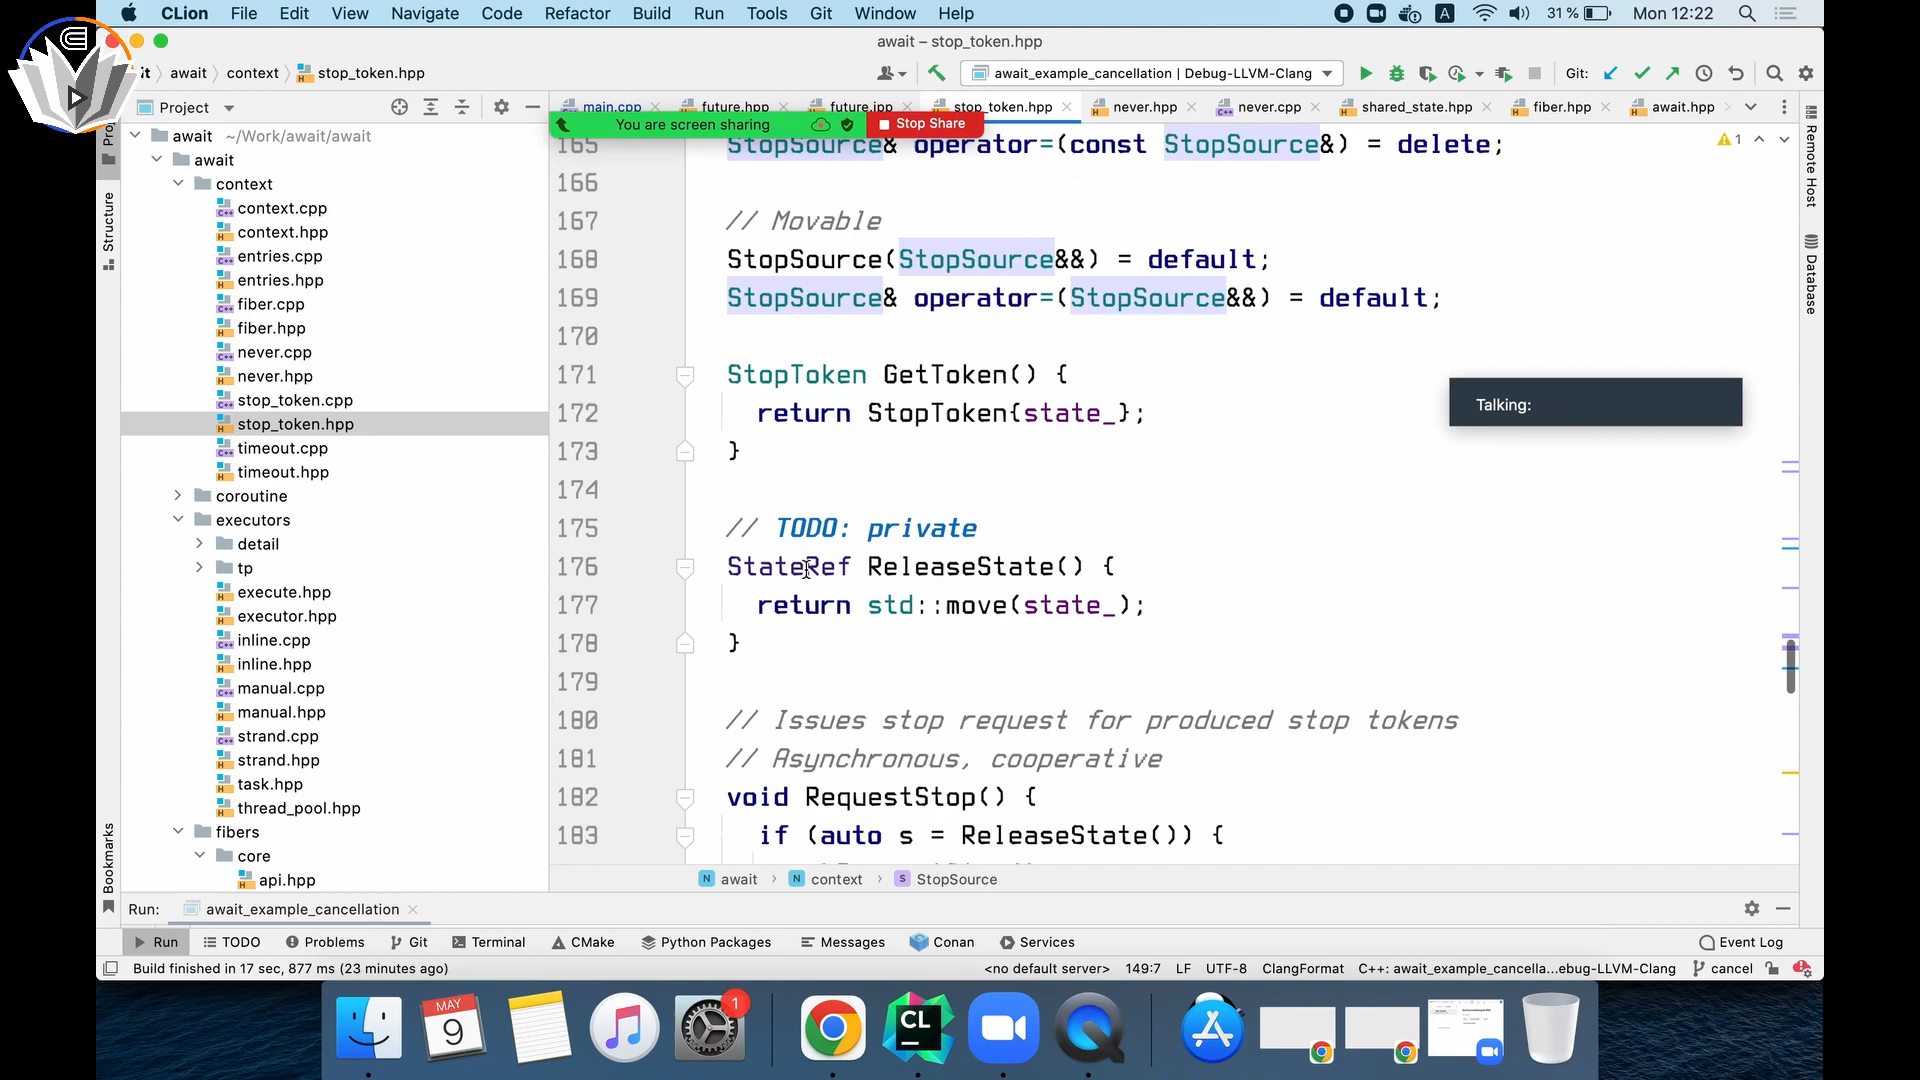 CLion File Edit View Navigate Code Refactor Build Run Tools Git Window Help
A 31 % Mon 12:22
await – stop_token.hpp
await context stop_token.hpp
await_example_cancellation | Debug-LLVM-Clang
Git:
Project
main.cpp future.hpp future.ipp stop_token.hpp never.hpp never.cpp shared_state.hpp fiber.hpp await.hpp
You are screen sharing Stop Share
await ~/Work/await/await
await
context
context.cpp
context.hpp
entries.cpp
entries.hpp
fiber.cpp
fiber.hpp
never.cpp
never.hpp
stop_token.cpp
stop_token.hpp
timeout.cpp
timeout.hpp
coroutine
executors
detail
tp
execute.hpp
executor.hpp
inline.cpp
inline.hpp
manual.cpp
manual.hpp
strand.cpp
strand.hpp
task.hpp
thread_pool.hpp
fibers
core
api.hpp
Structure
Bookmarks
Remote Host
Database
1
165 StopSource& operator=(const StopSource&) = delete;
166
167 // Movable
168 StopSource(StopSource&&) = default;
169 StopSource& operator=(StopSource&&) = default;
170
171 StopToken GetToken() {
172 return StopToken{state_};
173 }
174
175 // TODO: private
176 StateRef ReleaseState() {
177 return std::move(state_);
178 }
179
180 // Issues stop request for produced stop tokens
181 // Asynchronous, cooperative
182 void RequestStop() {
183 if (auto s = ReleaseState()) {
Talking:
N await N context S StopSource
Run: await_example_cancellation
Run TODO Problems Git Terminal CMake Python Packages Messages Conan Services Event Log
Build finished in 17 sec, 877 ms (23 minutes ago)
<no default server> 149:7 LF UTF-8 ClangFormat C++: await_example_cancella...ebug-LLVM-Clang cancel
MAY
9
1
CL